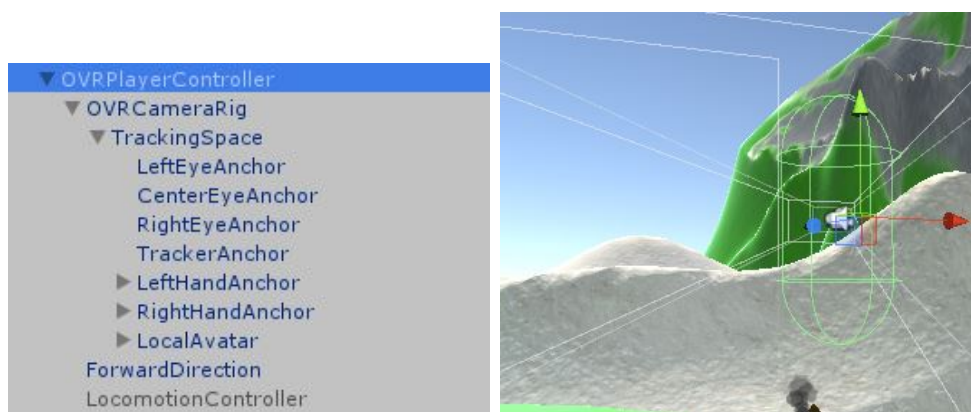 OVRPlayerController
OVRCameraRig
TrackingSpace
LeftEyeAnchor
CenterEyeAnchor
RightEyeAnchor
TrackerAnchor
LeftHandAnchor
RightHandAnchor
LocalAvatar
ForwardDirection
LocomotionController